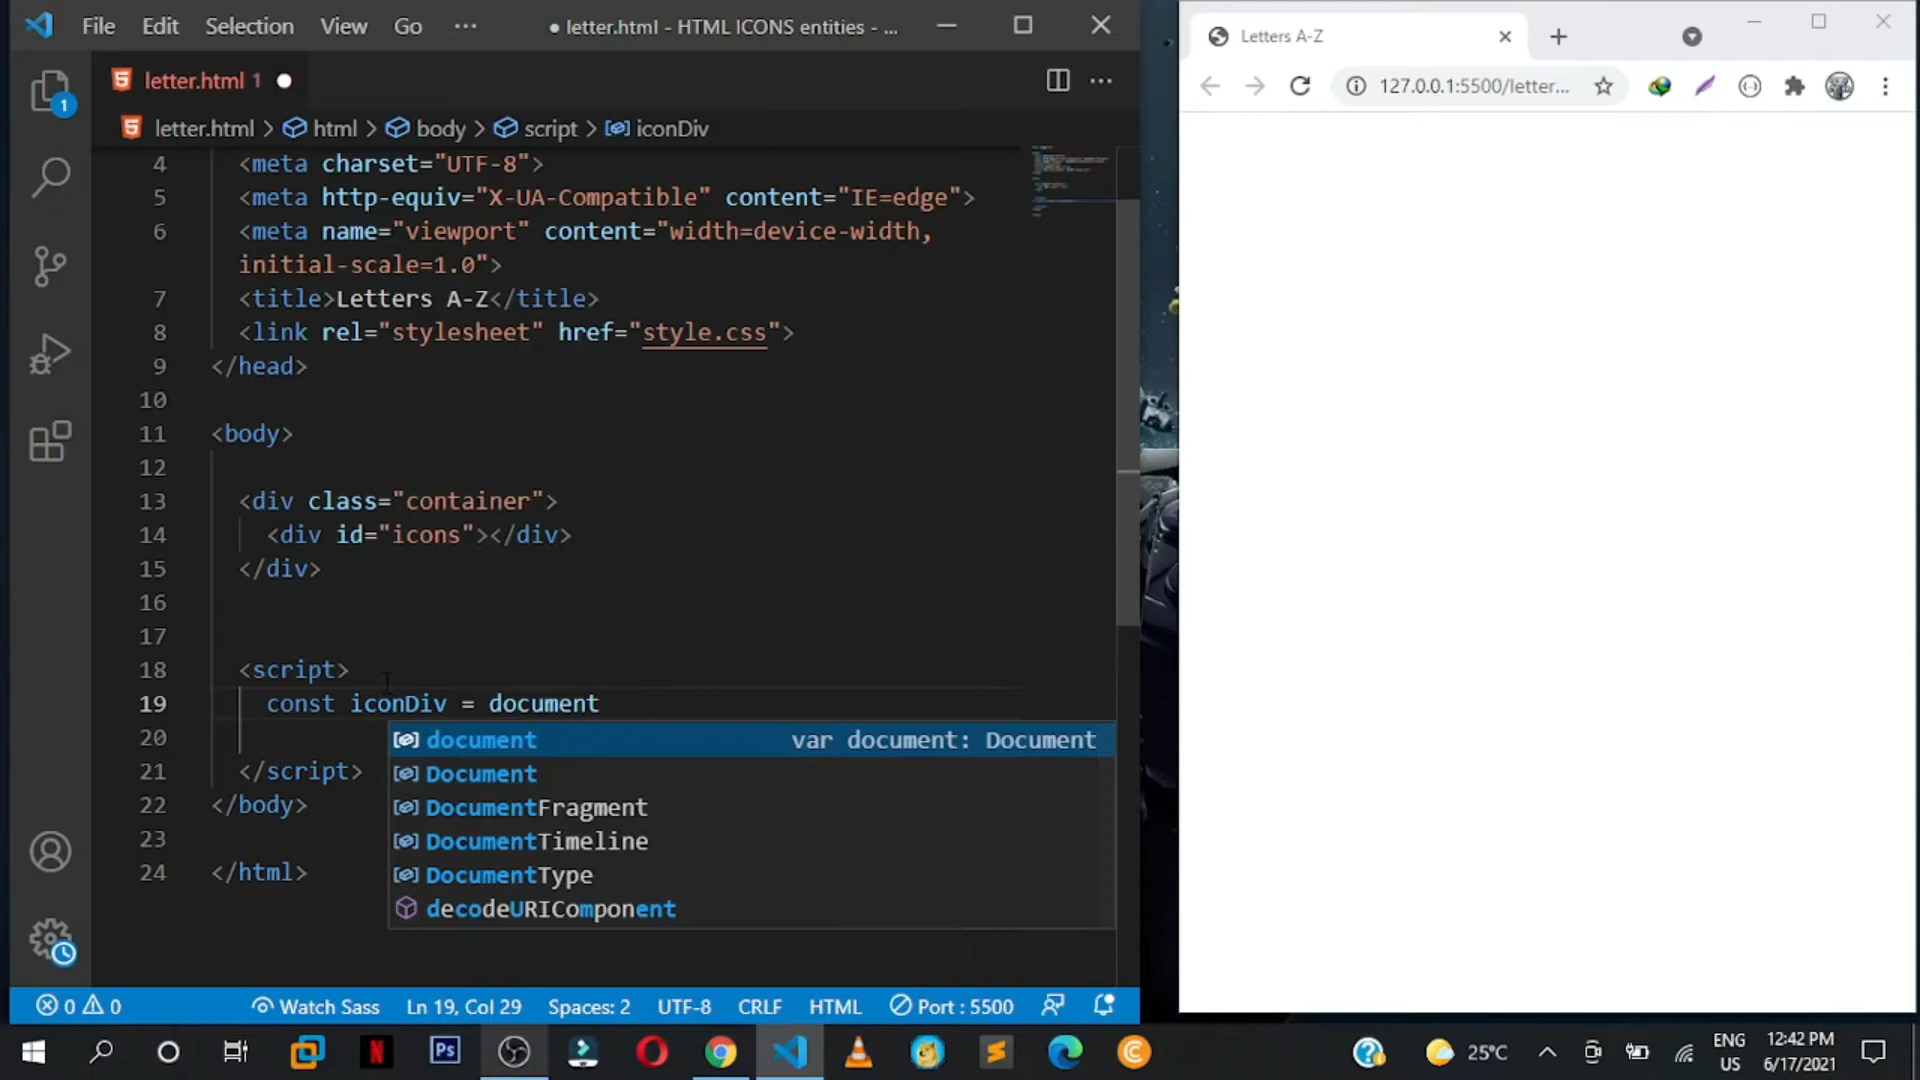 File Edit Selection View Go ··· ● letter.html - HTML ICONS entities - ...
letter.html 1 ●
letter.html > html > body > script > iconDiv
1
4 <meta charset="UTF-8">
5 <meta http-equiv="X-UA-Compatible" content="IE=edge">
6 <meta name="viewport" content="width=device-width,
initial-scale=1.0">
7 <title>Letters A-Z</title>
8 <link rel="stylesheet" href="style.css">
9 </head>
10
11 <body>
12
13 <div class="container">
14 <div id="icons"></div>
15 </div>
16
17
18 <script>
19 const iconDiv = document
20
21 </script>
22 </body>
23
24 </html>
document var document: Document
Document
DocumentFragment
DocumentTimeline
DocumentType
decodeURIComponent
0 0 Watch Sass Ln 19, Col 29 Spaces: 2 UTF-8 CRLF HTML Port : 5500
Letters A-Z
127.0.0.1:5500/letter...
N Ps 25°C ENG US 12:42 PM 6/17/2021